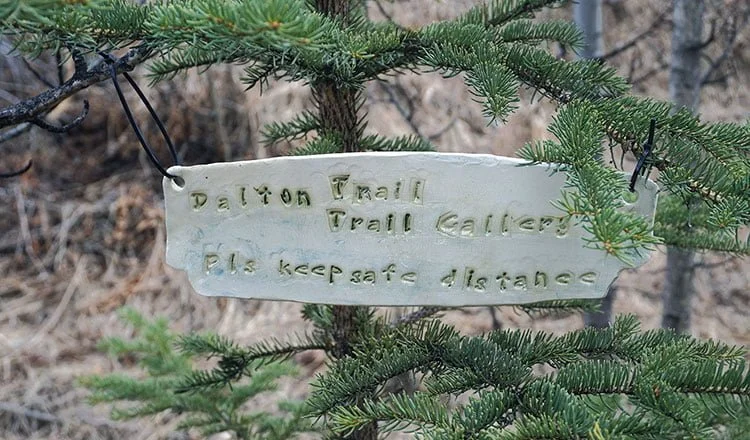 Dalton Trail
Trail Gallery
Pls keep safe distance